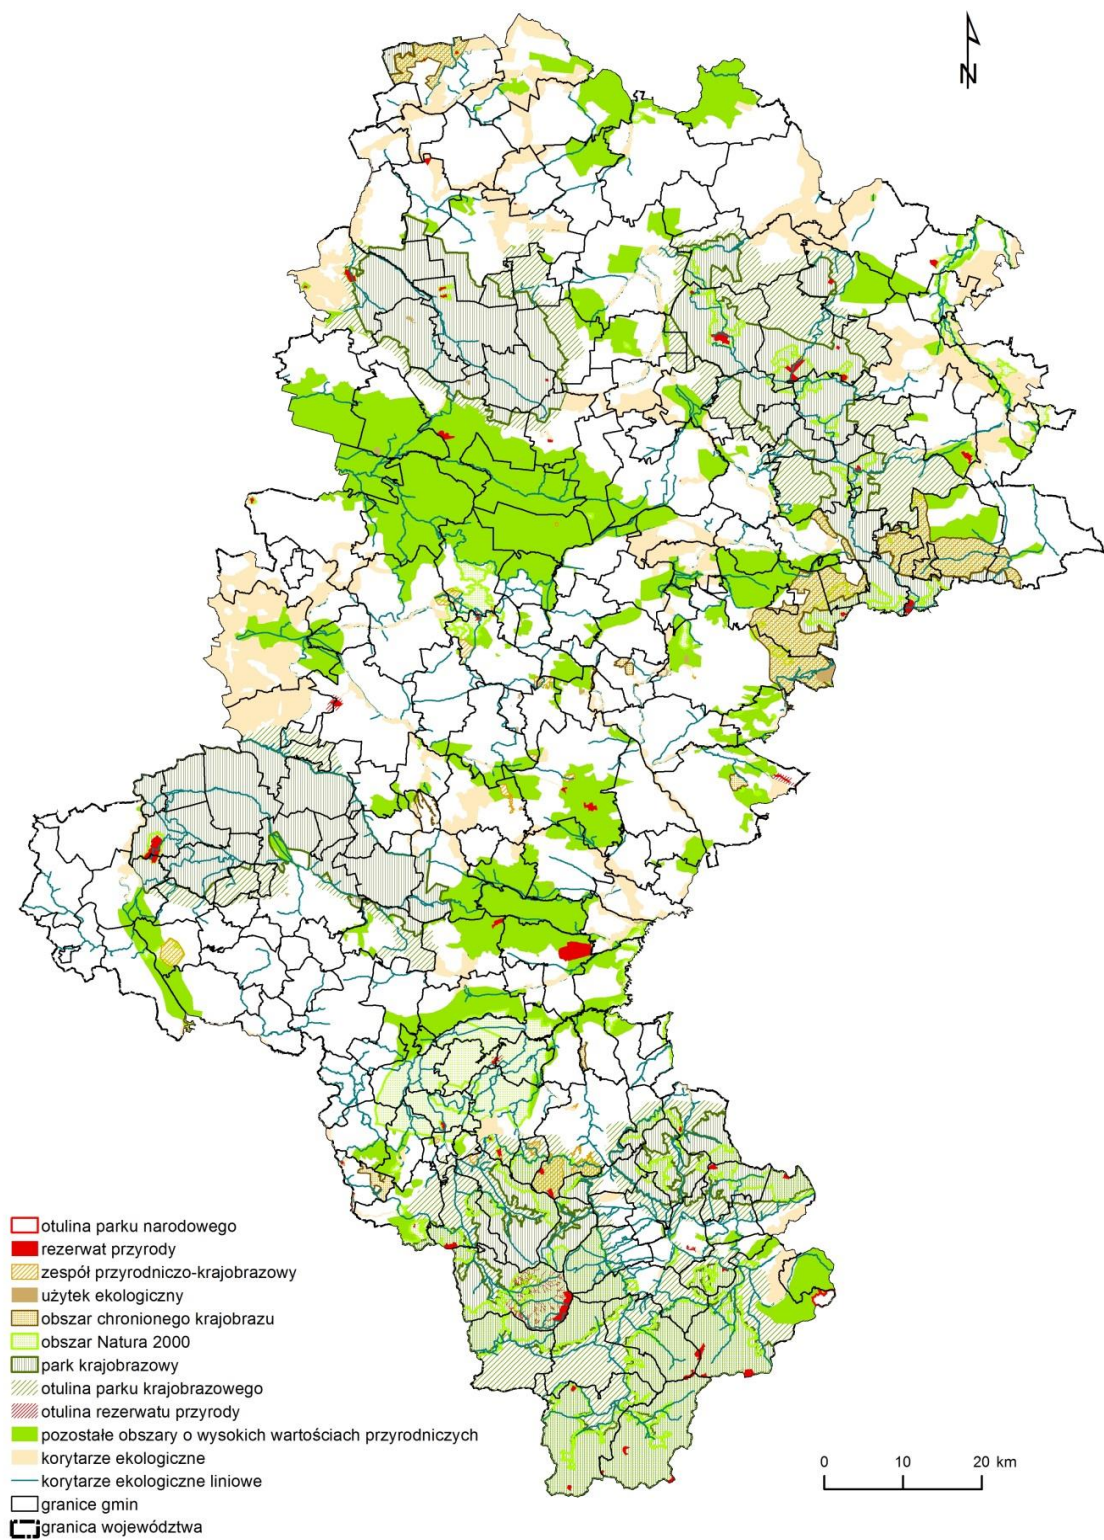 N
otulina parku narodowego
rezerwat przyrody
zespół przyrodniczo-krajobrazowy
użytek ekologiczny
obszar chronionego krajobrazu
obszar Natura 2000
park krajobrazowy
otulina parku krajobrazowego
otulina rezerwatu przyrody
pozostałe obszary o wysokich wartościach przyrodniczych
korytarze ekologiczne
korytarze ekologiczne liniowe
granice gmin
granica województwa
0 10 20 km